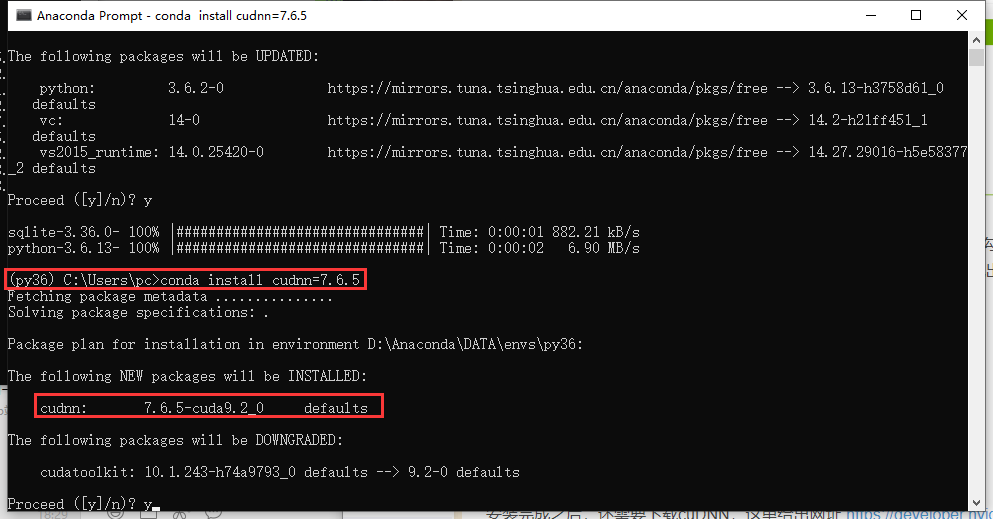 Anaconda Prompt - conda  install cudnn=7.6.5
The following packages will be UPDATED:
python:         3.6.2-0             https://mirrors.tuna.tsinghua.edu.cn/anaconda/pkgs/free --> 3.6.13-h3758d61_0
defaults
vc:             14-0                https://mirrors.tuna.tsinghua.edu.cn/anaconda/pkgs/free --> 14.2-h21ff451_1
defaults
vs2015_runtime: 14.0.25420-0        https://mirrors.tuna.tsinghua.edu.cn/anaconda/pkgs/free --> 14.27.29016-h5e58377
_2 defaults
Proceed ([y]/n)? y
sqlite-3.36.0- 100% |###############################| Time: 0:00:01 882.21 kB/s
python-3.6.13- 100% |###############################| Time: 0:00:02   6.90 MB/s
(py36) C:\Users\pc>conda install cudnn=7.6.5
Fetching package metadata ...............
Solving package specifications: .
Package plan for installation in environment D:\Anaconda\DATA\envs\py36:
The following NEW packages will be INSTALLED:
cudnn:       7.6.5-cuda9.2_0     defaults
The following packages will be DOWNGRADED:
cudatoolkit: 10.1.243-h74a9793_0 defaults --> 9.2-0 defaults
Proceed ([y]/n)? y
8:29